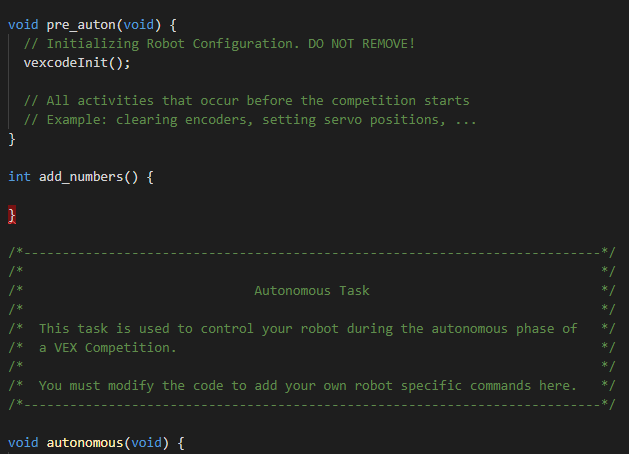 void pre_auton(void) {
  // Initializing Robot Configuration. DO NOT REMOVE!
  vexcodeInit();

  // All activities that occur before the competition starts
  // Example: clearing encoders, setting servo positions, ...
}

int add_numbers() {

}

/*---------------------------------------------------------------------------*/
/*                                                                           */
/*                              Autonomous Task                              */
/*                                                                           */
/*  This task is used to control your robot during the autonomous phase of   */
/*  a VEX Competition.                                                       */
/*                                                                           */
/*  You must modify the code to add your own robot specific commands here.   */
/*---------------------------------------------------------------------------*/

void autonomous(void) {